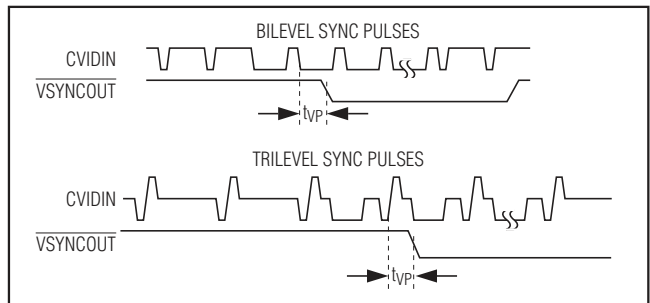 BILEVEL SYNC PULSES
CVIDIN
VSYNCOUT
tVP
TRILEVEL SYNC PULSES
CVIDIN
VSYNCOUT
tVP